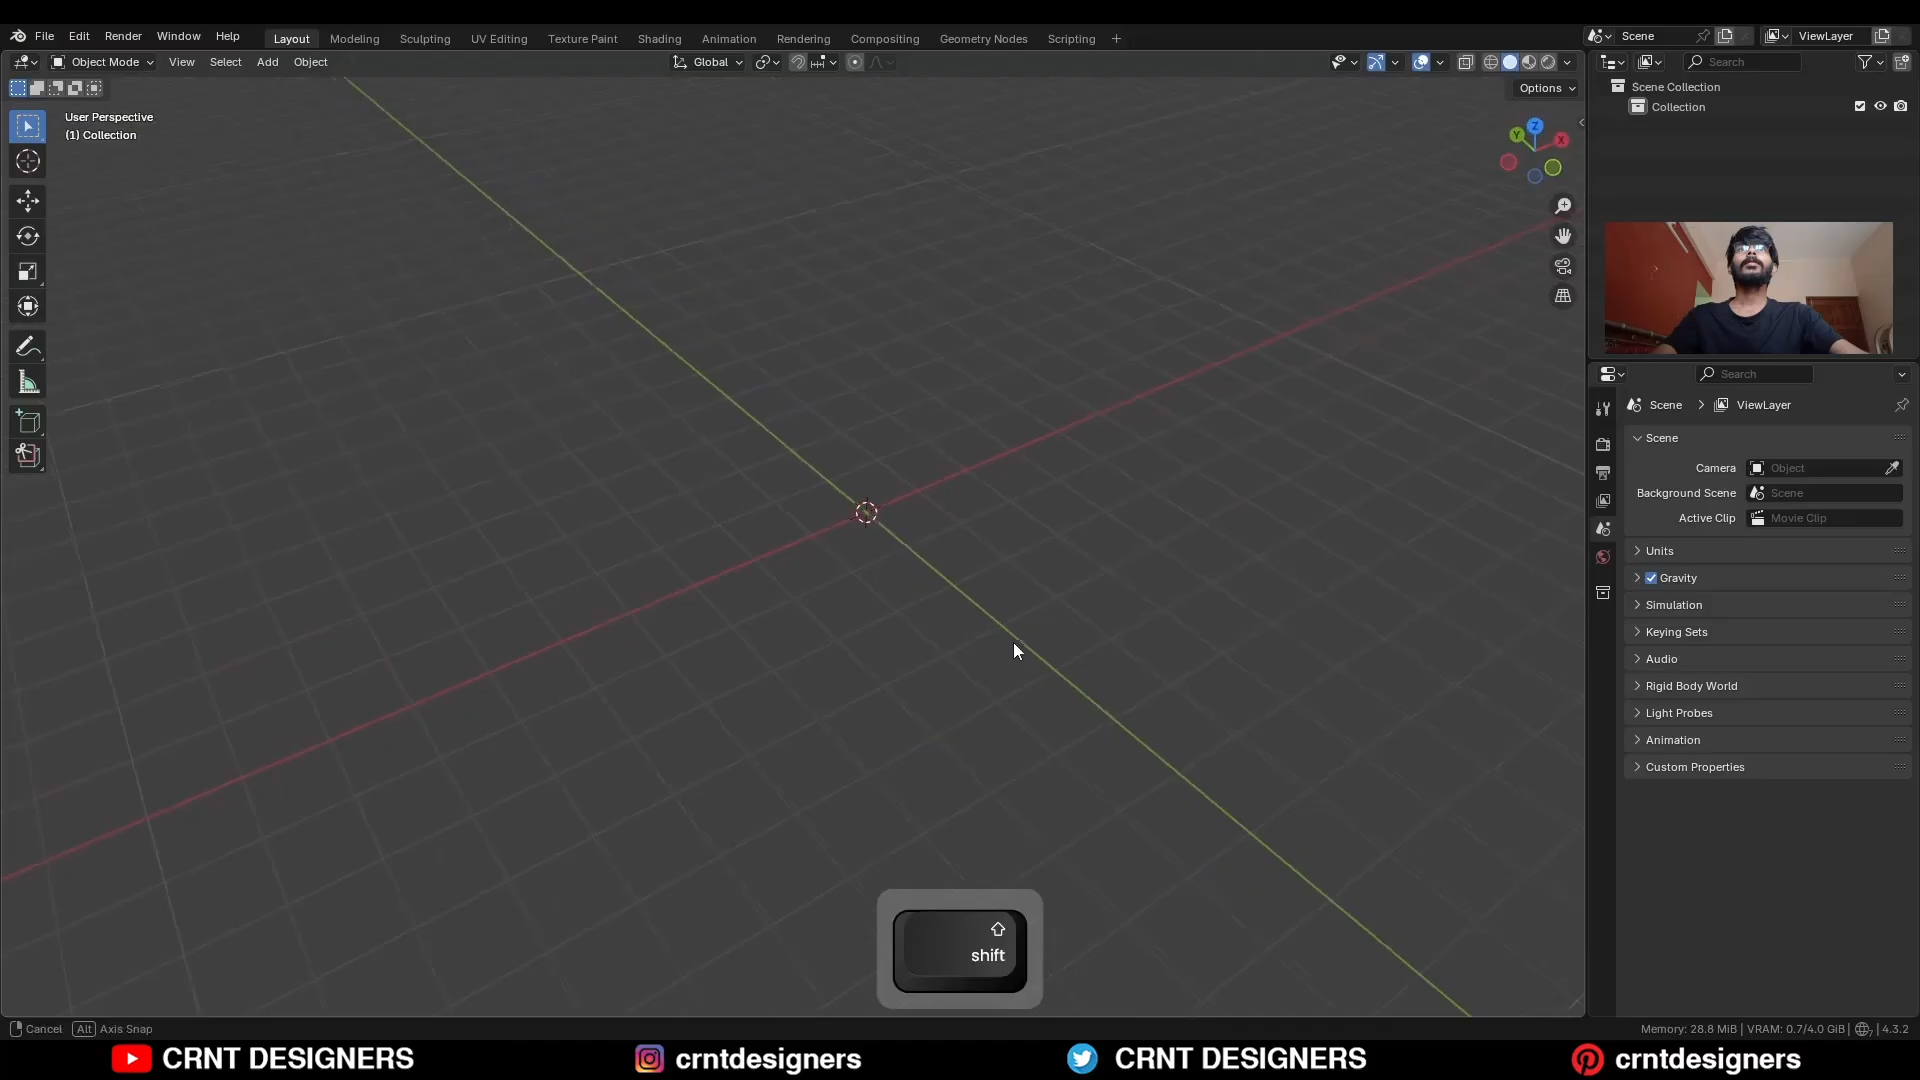 File Edit Render Window Help Layout Modeling Sculpting UV Editing Texture Paint Shading Animation Rendering Compositing Geometry Nodes Scripting + Scene ViewLayer
Object Mode View Select Add Object Global Search
Options
User Perspective
(1) Collection
Z
Y
X
Scene Collection
Collection
Search
Scene > ViewLayer
Scene
Camera Object
Background Scene Scene
Active Clip Movie Clip
Units
Gravity
Simulation
Keying Sets
Audio
Rigid Body World
Light Probes
Animation
Custom Properties
shift
Cancel Alt Axis Snap Memory: 28.8 MiB | VRAM: 0.7/4.0 GiB | 4.3.2
CRNT DESIGNERS crntdesigners CRNT DESIGNERS crntdesigners